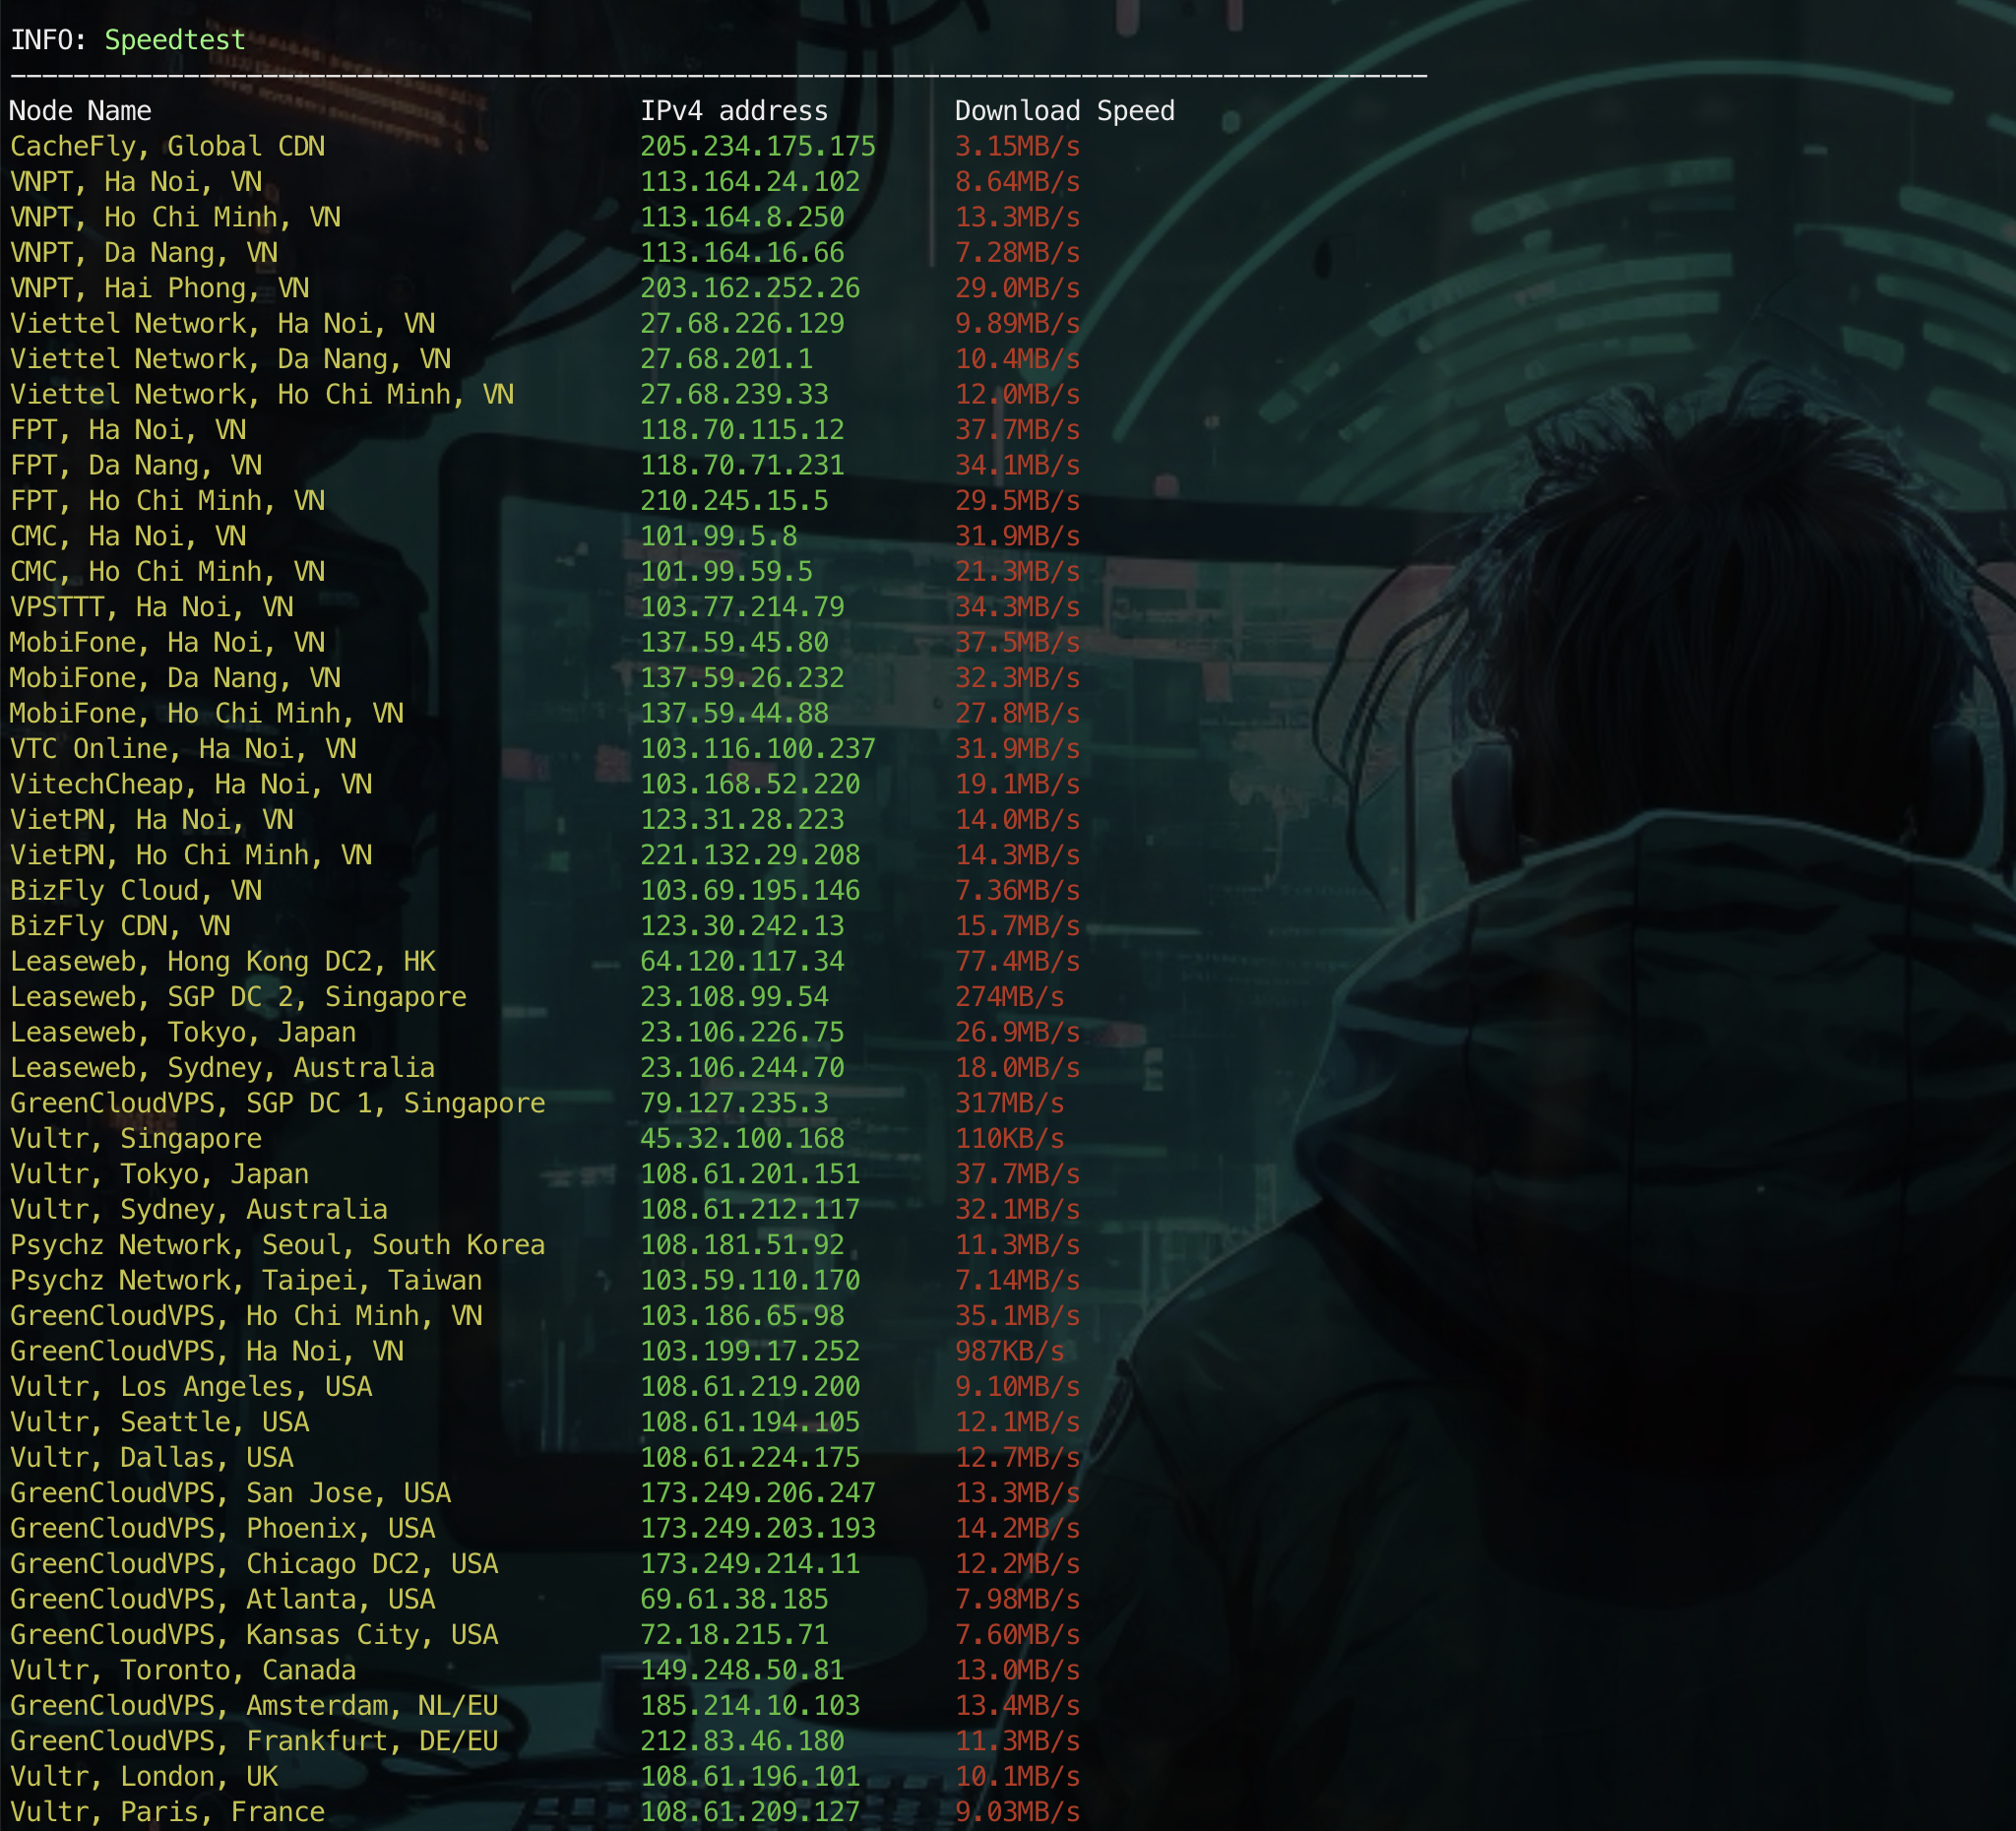 INFO: Speedtest
------------------------------------------------------------------------------------------
Node Name IPv4 address Download Speed
CacheFly, Global CDN 205.234.175.175 3.15MB/s
VNPT, Ha Noi, VN 113.164.24.102 8.64MB/s
VNPT, Ho Chi Minh, VN 113.164.8.250 13.3MB/s
VNPT, Da Nang, VN 113.164.16.66 7.28MB/s
VNPT, Hai Phong, VN 203.162.252.26 29.0MB/s
Viettel Network, Ha Noi, VN 27.68.226.129 9.89MB/s
Viettel Network, Da Nang, VN 27.68.201.1 10.4MB/s
Viettel Network, Ho Chi Minh, VN 27.68.239.33 12.0MB/s
FPT, Ha Noi, VN 118.70.115.12 37.7MB/s
FPT, Da Nang, VN 118.70.71.231 34.1MB/s
FPT, Ho Chi Minh, VN 210.245.15.5 29.5MB/s
CMC, Ha Noi, VN 101.99.5.8 31.9MB/s
CMC, Ho Chi Minh, VN 101.99.59.5 21.3MB/s
VPSTTT, Ha Noi, VN 103.77.214.79 34.3MB/s
MobiFone, Ha Noi, VN 137.59.45.80 37.5MB/s
MobiFone, Da Nang, VN 137.59.26.232 32.3MB/s
MobiFone, Ho Chi Minh, VN 137.59.44.88 27.8MB/s
VTC Online, Ha Noi, VN 103.116.100.237 31.9MB/s
VitechCheap, Ha Noi, VN 103.168.52.220 19.1MB/s
VietPN, Ha Noi, VN 123.31.28.223 14.0MB/s
VietPN, Ho Chi Minh, VN 221.132.29.208 14.3MB/s
BizFly Cloud, VN 103.69.195.146 7.36MB/s
BizFly CDN, VN 123.30.242.13 15.7MB/s
Leaseweb, Hong Kong DC2, HK 64.120.117.34 77.4MB/s
Leaseweb, SGP DC 2, Singapore 23.108.99.54 274MB/s
Leaseweb, Tokyo, Japan 23.106.226.75 26.9MB/s
Leaseweb, Sydney, Australia 23.106.244.70 18.0MB/s
GreenCloudVPS, SGP DC 1, Singapore 79.127.235.3 317MB/s
Vultr, Singapore 45.32.100.168 110KB/s
Vultr, Tokyo, Japan 108.61.201.151 37.7MB/s
Vultr, Sydney, Australia 108.61.212.117 32.1MB/s
Psychz Network, Seoul, South Korea 108.181.51.92 11.3MB/s
Psychz Network, Taipei, Taiwan 103.59.110.170 7.14MB/s
GreenCloudVPS, Ho Chi Minh, VN 103.186.65.98 35.1MB/s
GreenCloudVPS, Ha Noi, VN 103.199.17.252 987KB/s
Vultr, Los Angeles, USA 108.61.219.200 9.10MB/s
Vultr, Seattle, USA 108.61.194.105 12.1MB/s
Vultr, Dallas, USA 108.61.224.175 12.7MB/s
GreenCloudVPS, San Jose, USA 173.249.206.247 13.3MB/s
GreenCloudVPS, Phoenix, USA 173.249.203.193 14.2MB/s
GreenCloudVPS, Chicago DC2, USA 173.249.214.11 12.2MB/s
GreenCloudVPS, Atlanta, USA 69.61.38.185 7.98MB/s
GreenCloudVPS, Kansas City, USA 72.18.215.71 7.60MB/s
Vultr, Toronto, Canada 149.248.50.81 13.0MB/s
GreenCloudVPS, Amsterdam, NL/EU 185.214.10.103 13.4MB/s
GreenCloudVPS, Frankfurt, DE/EU 212.83.46.180 11.3MB/s
Vultr, London, UK 108.61.196.101 10.1MB/s
Vultr, Paris, France 108.61.209.127 9.03MB/s